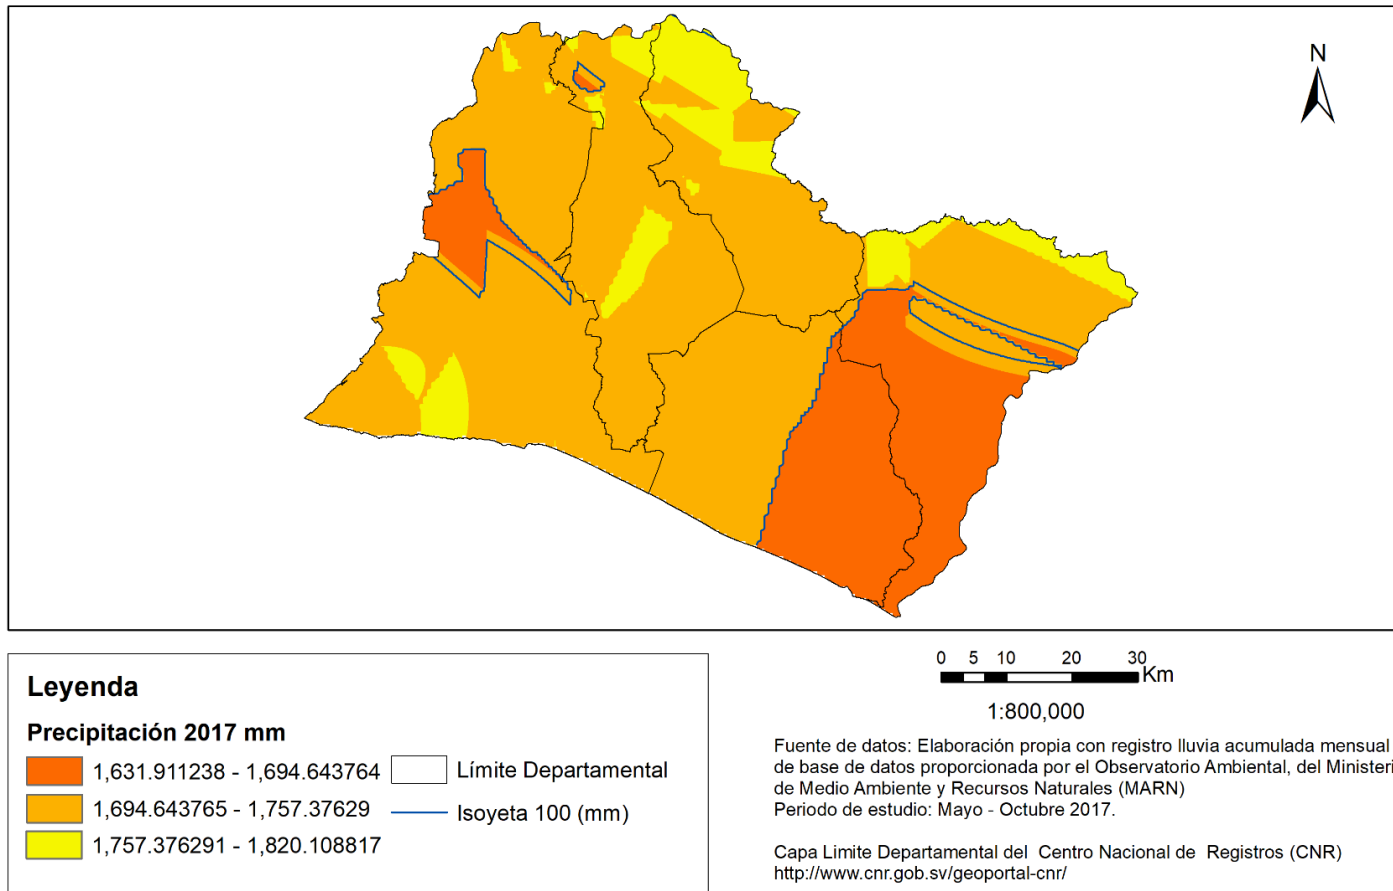 N
Leyenda
Precipitación 2017 mm
1,631.911238 - 1,694.643764
Límite Departamental
1,694.643765 - 1,757.37629
Isoyeta 100 (mm)
1,757.376291 - 1,820.108817
0 5 10 20 30
Km
1:800,000
Fuente de datos: Elaboración propia con registro lluvia acumulada mensual
de base de datos proporcionada por el Observatorio Ambiental, del Ministeri
de Medio Ambiente y Recursos Naturales (MARN)
Periodo de estudio: Mayo - Octubre 2017.
Capa Limite Departamental del Centro Nacional de Registros (CNR)
http://www.cnr.gob.sv/geoportal-cnr/